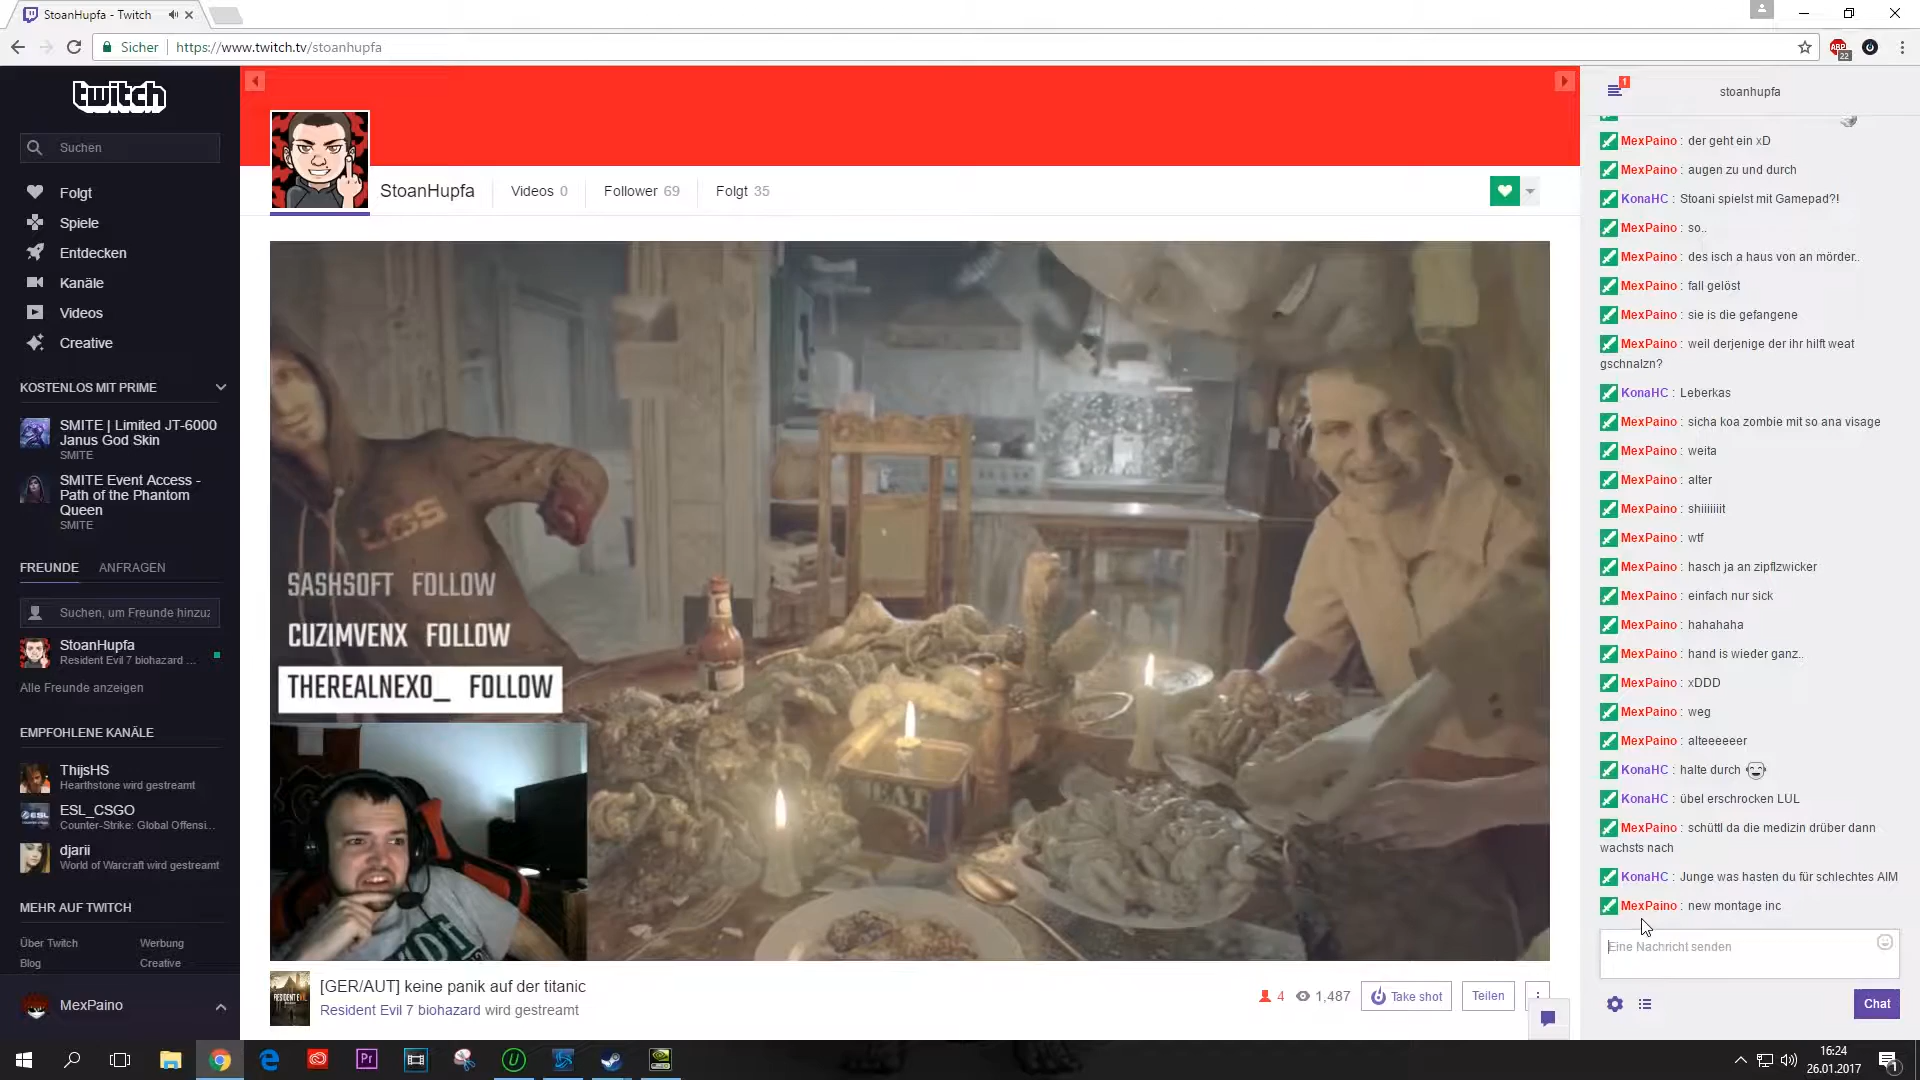 StoanHupfa - Twitch
Sicher
https://www.twitch.tv/stoanhupfa
ABP
22
twitch
Suchen
Folgt
Spiele
Entdecken
Kanäle
Videos
Creative
KOSTENLOS MIT PRIME
SMITE | Limited JT-6000
Janus God Skin
SMITE
SMITE Event Access -
Path of the Phantom
Queen
SMITE
FREUNDE
ANFRAGEN
Suchen, um Freunde hinzuz
StoanHupfa
Resident Evil 7 biohazard ...
Alle Freunde anzeigen
EMPFOHLENE KANÄLE
ThijsHS
Hearthstone wird gestreamt
ESL_CSGO
Counter-Strike: Global Offensi...
djarii
World of Warcraft wird gestreamt
MEHR AUF TWITCH
Über Twitch
Werbung
Blog
Creative
MexPaino
StoanHupfa
Videos 0
Follower 69
Folgt 35
SASHSOFT FOLLOW
CUZIMVENX FOLLOW
THEREALNEXO_ FOLLOW
[GER/AUT] keine panik auf der titanic
Resident Evil 7 biohazard wird gestreamt
4
1,487
Take shot
Teilen
1
stoanhupfa
MexPaino : der geht ein xD
MexPaino : augen zu und durch
KonaHC : Stoani spielst mit Gamepad?!
MexPaino : so..
MexPaino : des isch a haus von an mörder..
MexPaino : fall gelöst
MexPaino : sie is die gefangene
MexPaino : weil derjenige der ihr hilft weat
gschnalzn?
KonaHC : Leberkas
MexPaino : sicha koa zombie mit so ana visage
MexPaino : weita
MexPaino : alter
MexPaino : shiiiiiiit
MexPaino : wtf
MexPaino : hasch ja an zipflzwicker
MexPaino : einfach nur sick
MexPaino : hahahaha
MexPaino : hand is wieder ganz..
MexPaino : xDDD
MexPaino : weg
MexPaino : alteeeeeer
KonaHC : halte durch
KonaHC : übel erschrocken LUL
MexPaino : schüttl da die medizin drüber dann
wachsts nach
KonaHC : Junge was hasten du für schlechtes AIM
MexPaino : new montage inc
Eine Nachricht senden
Chat
Pr
16:24
26.01.2017
1